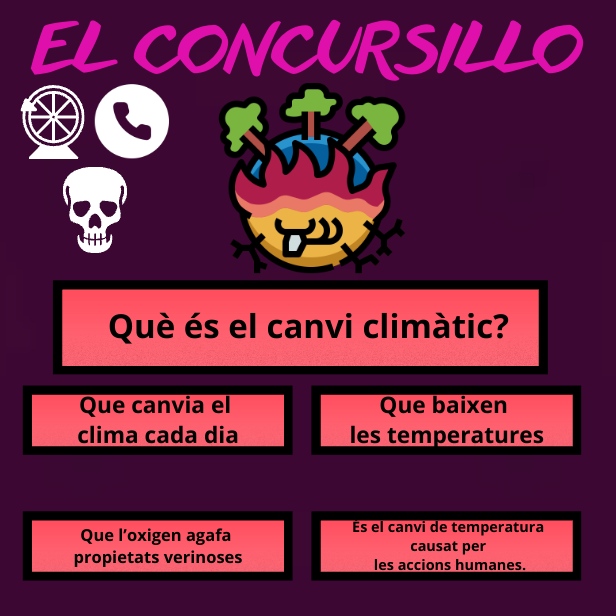 EL CONCURSILLO
Què és el canvi climàtic?
Que canvia el
clima cada dia
Que baixen
les temperatures
Que l'oxigen agafa
propietats verinoses
És el canvi de temperatura
causat per
les accions humanes.